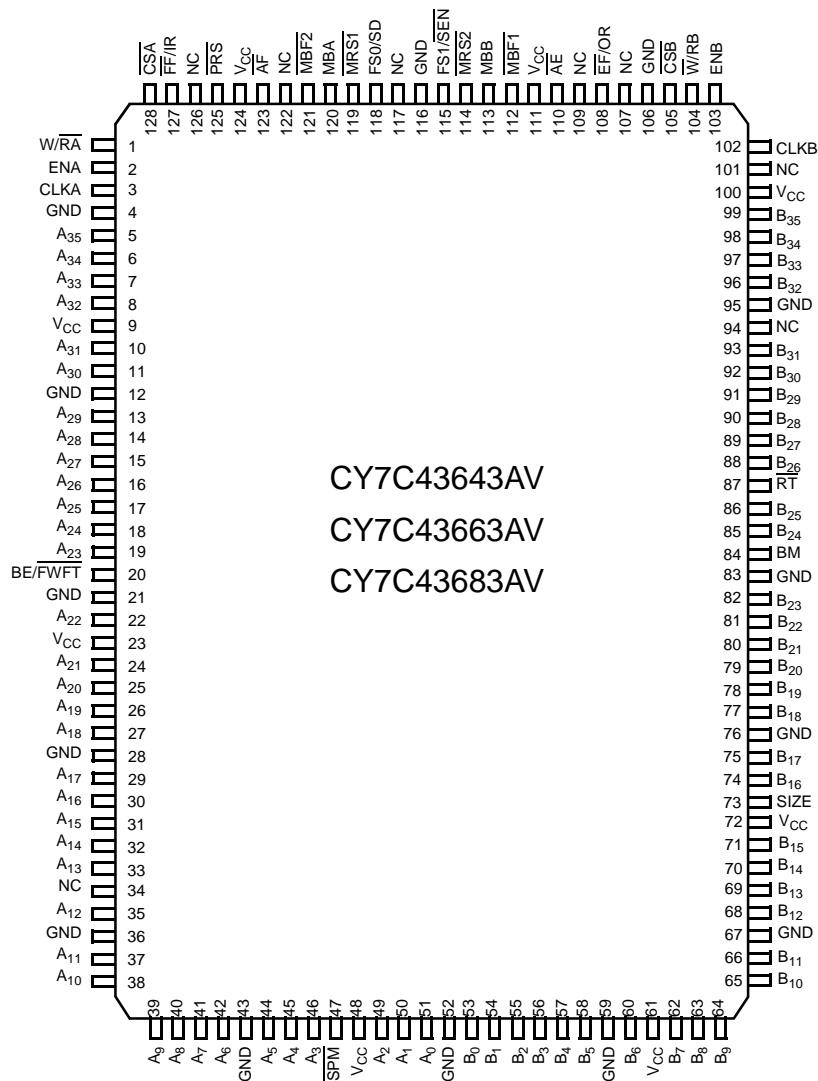 CSA FF/IR NC PRS VCC AF NC MBF2 MBA MRS1 FS0/SD NC GND FS1/SEN MRS2 MBB MBF1 VCC AE NC EF/OR NC GND CSB W/RB ENB
128 127 126 125 124 123 122 121 120 119 118 117 116 115 114 113 112 111 110 109 108 107 106 105 104 103
W/RA 1 102 CLKB
ENA 2 101 NC
CLKA 3 100 VCC
GND 4 99 B35
A35 5 98 B34
A34 6 97 B33
A33 7 96 B32
A32 8 95 GND
VCC 9 94 NC
A31 10 93 B31
A30 11 92 B30
GND 12 91 B29
A29 13 90 B28
A28 14 89 B27
A27 15 88 B26
A26 16 87 RT
A25 17 86 B25
A24 18 85 B24
A23 19 84 BM
BE/FWFT 20 83 GND
GND 21 82 B23
A22 22 81 B22
VCC 23 80 B21
A21 24 79 B20
A20 25 78 B19
A19 26 77 B18
A18 27 76 GND
GND 28 75 B17
A17 29 74 B16
A16 30 73 SIZE
A15 31 72 VCC
A14 32 71 B15
A13 33 70 B14
NC 34 69 B13
A12 35 68 B12
GND 36 67 GND
A11 37 66 B11
A10 38 65 B10
CY7C43643AV
CY7C43663AV
CY7C43683AV
39 40 41 42 43 44 45 46 47 48 49 50 51 52 53 54 55 56 57 58 59 60 61 62 63 64
A9 A8 A7 A6 GND A5 A4 A3 SPM VCC A2 A1 A0 GND B0 B1 B2 B3 B4 B5 GND B6 VCC B7 B8 B9